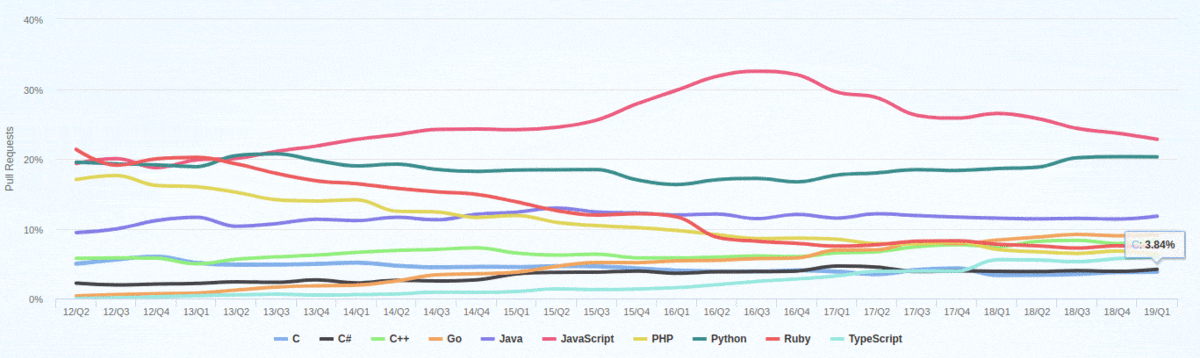 40%
30%
20%
10%
0%
Pull Requests
C: 3.84%
12/Q2 12/Q3 12/Q4 13/Q1 13/Q2 13/Q3 13/Q4 14/Q1 14/Q2 14/Q3 14/Q4 15/Q1 15/Q2 15/Q3 15/Q4 16/Q1 16/Q2 16/Q3 16/Q4 17/Q1 17/Q2 17/Q3 17/Q4 18/Q1 18/Q2 18/Q3 18/Q4 19/Q1
C C# C++ Go Java JavaScript PHP Python Ruby TypeScript